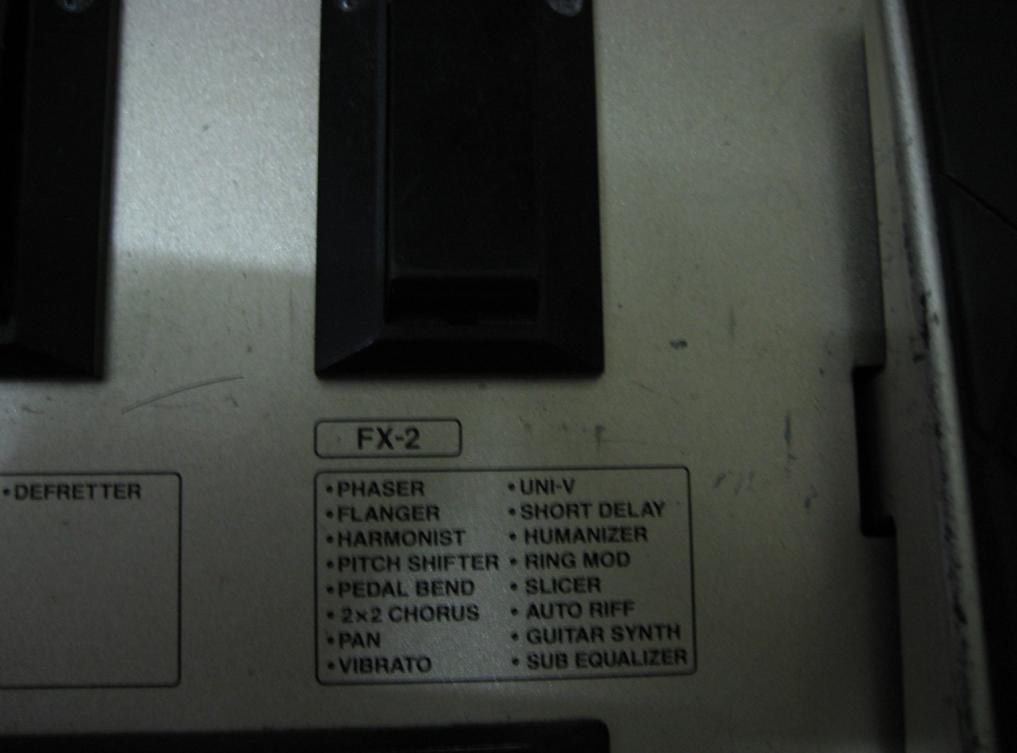 FX-2
•DEFRETTER
•PHASER
•FLANGER
•HARMONIST
•PITCH SHIFTER
•PEDAL BEND
•2×2 CHORUS
•PAN
•VIBRATO
•UNI-V
•SHORT DELAY
•HUMANIZER
•RING MOD
•SLICER
•AUTO RIFF
•GUITAR SYNTH
•SUB EQUALIZER